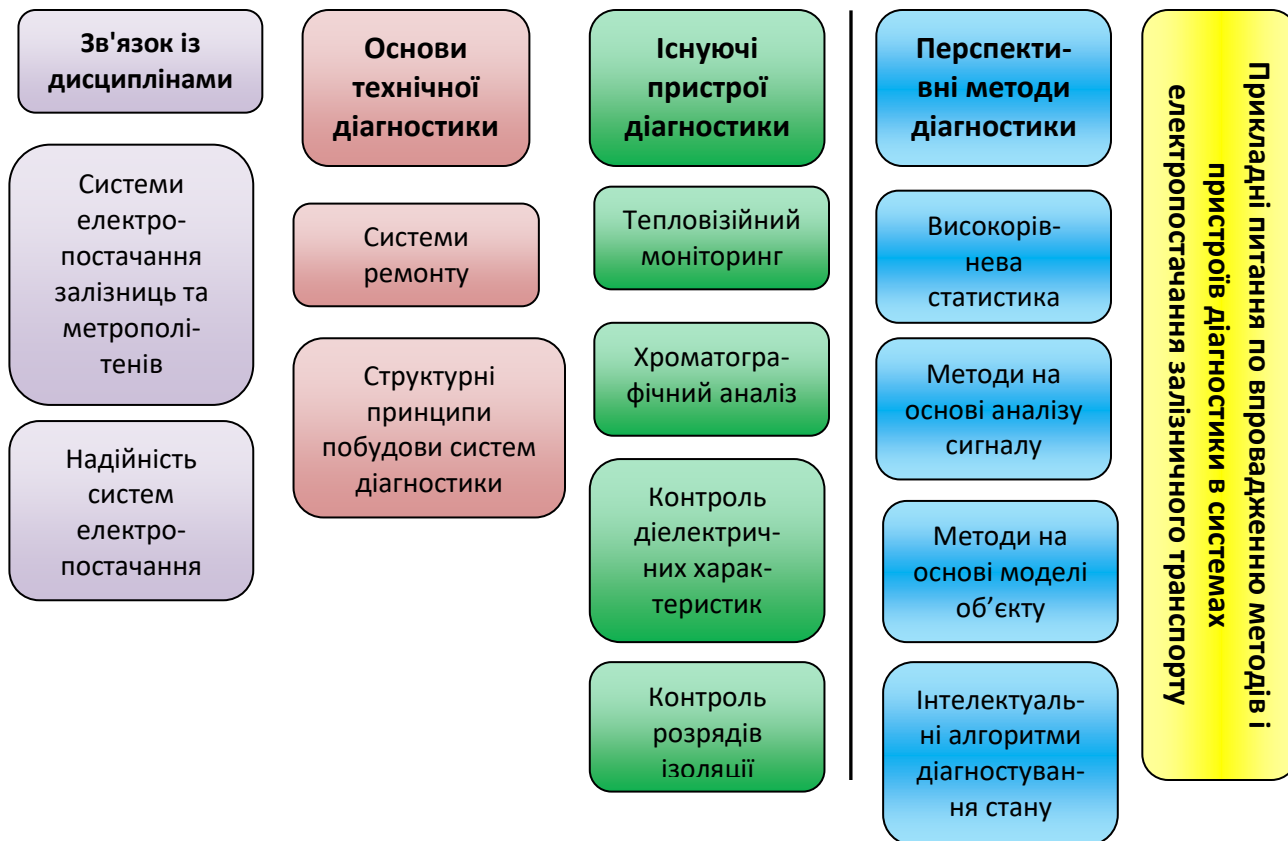 Зв'язок із
дисциплінами
Системи
електро-
постачання
залізниць та
метрополі-
тенів
Надійність
систем
електро-
постачання
Основи
технічної
діагностики
Системи
ремонту
Структурні
принципи
побудови систем
діагностики
Існуючі
пристрої
діагностики
Тепловізійний
моніторинг
Хроматогра-
фічний аналіз
Контроль
діелектрич-
них харак-
теристик
Контроль
розрядів
ізоляції
Перспекти-
вні методи
діагностики
Високорів-
нева
статистика
Методи на
основі аналізу
сигналу
Методи на
основі моделі
об’єкту
Інтелектуаль-
ні алгоритми
діагностуван-
ня стану
Прикладні питання по впровадженню методів і
пристроїв діагностики в системах
електропостачання залізничного транспорту